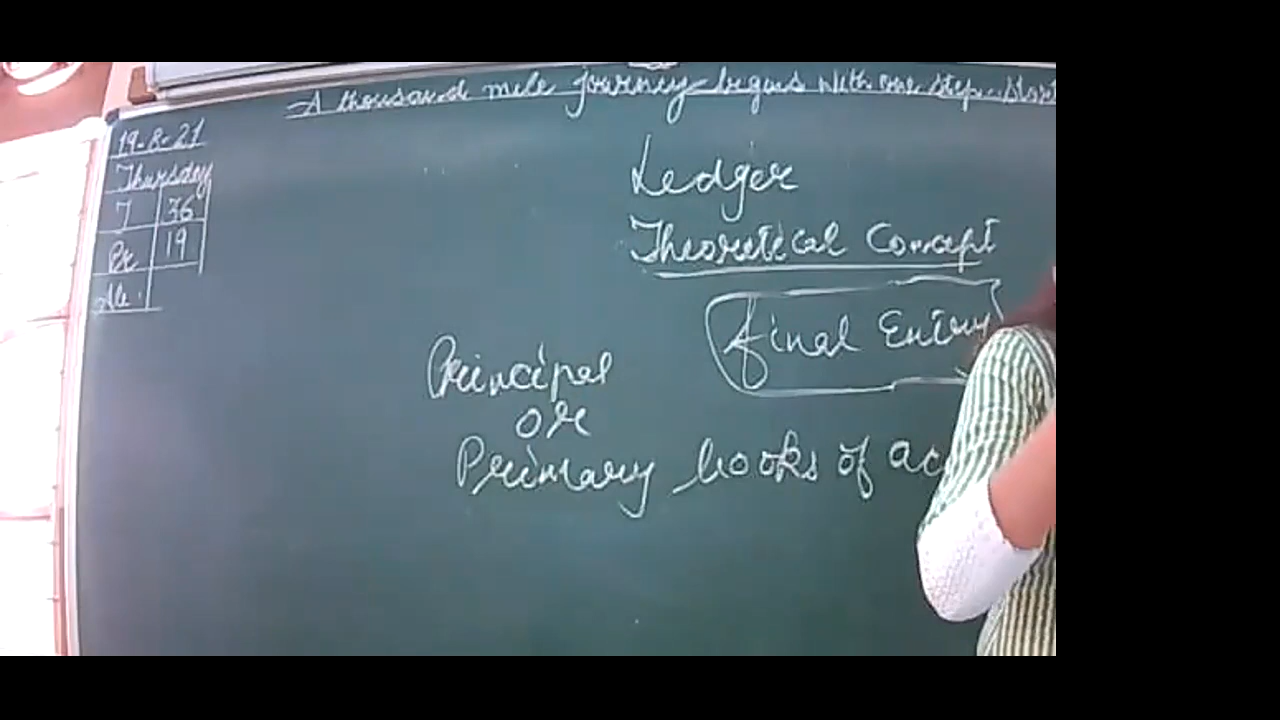 A thousand mile journey begins with one step..
19-8-21
Thursday
T 36
Pr 19
Ab.
Ledger
Theoretical Concept
Final Entry
Principal
or
Primary books of ac